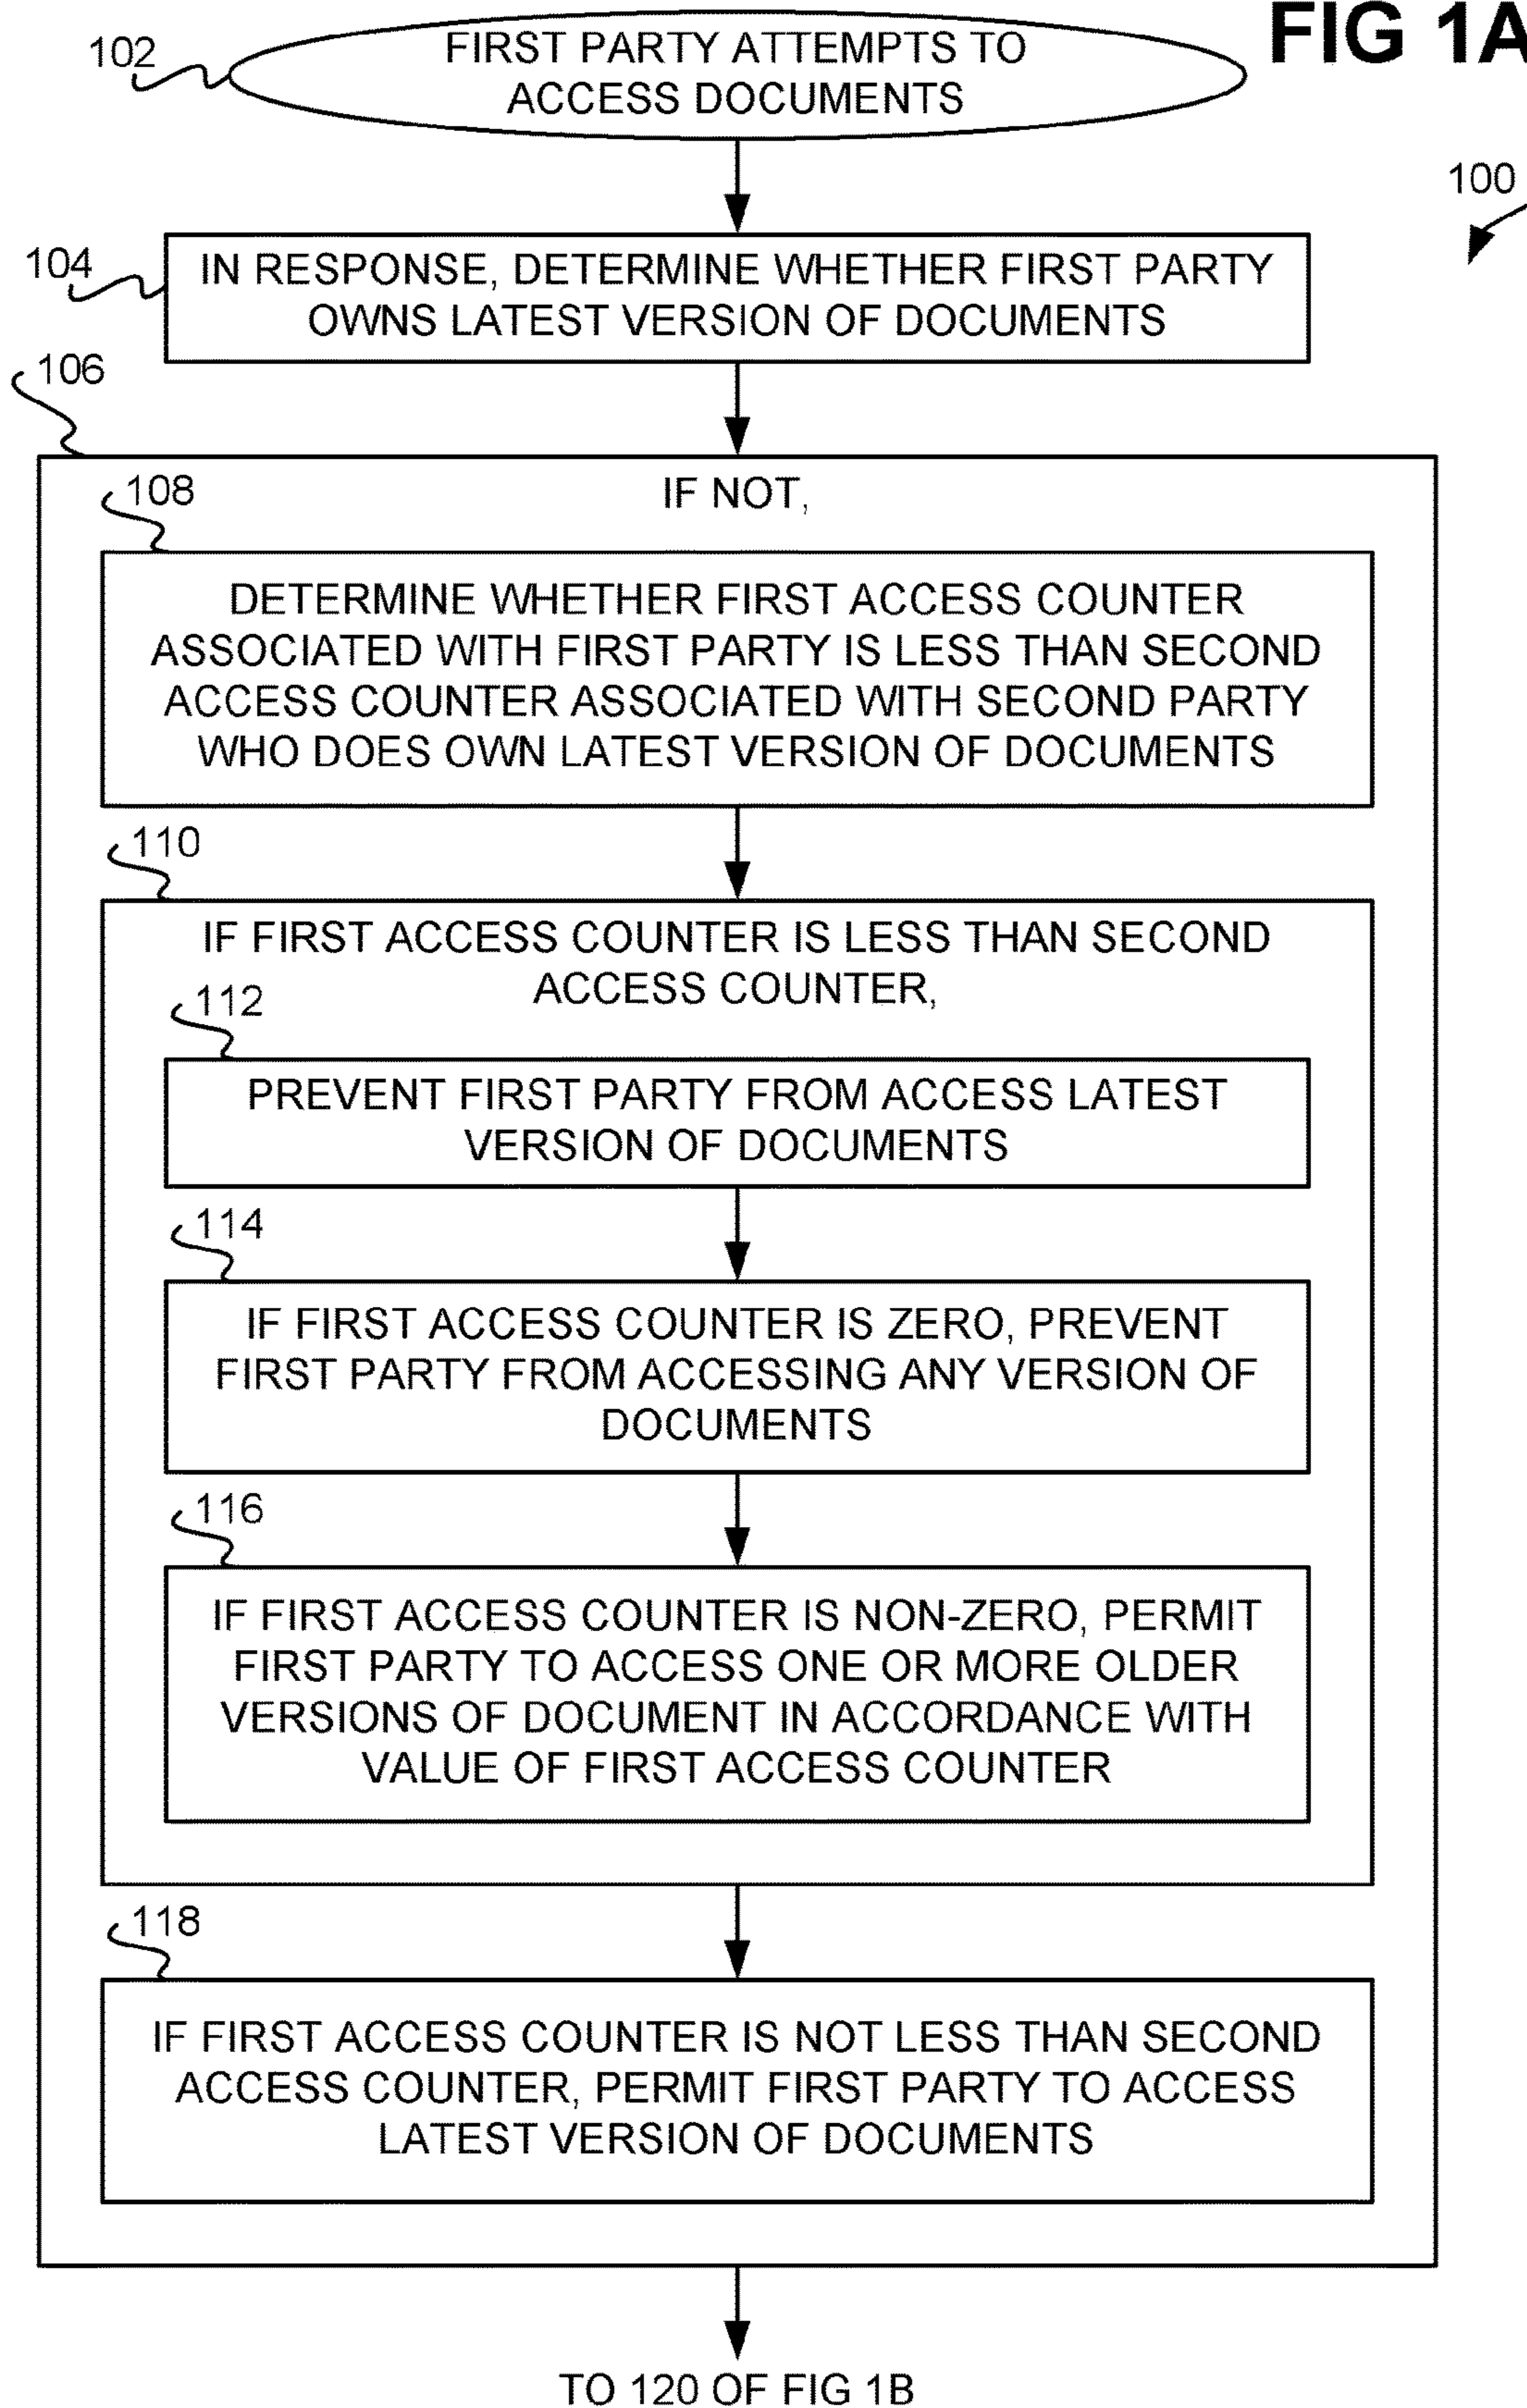 FIG 1A
102
FIRST PARTY ATTEMPTS TO
ACCESS DOCUMENTS
100
104
IN RESPONSE, DETERMINE WHETHER FIRST PARTY
OWNS LATEST VERSION OF DOCUMENTS
106
IF NOT,
108
DETERMINE WHETHER FIRST ACCESS COUNTER
ASSOCIATED WITH FIRST PARTY IS LESS THAN SECOND
ACCESS COUNTER ASSOCIATED WITH SECOND PARTY
WHO DOES OWN LATEST VERSION OF DOCUMENTS
110
IF FIRST ACCESS COUNTER IS LESS THAN SECOND
ACCESS COUNTER,
112
PREVENT FIRST PARTY FROM ACCESS LATEST
VERSION OF DOCUMENTS
114
IF FIRST ACCESS COUNTER IS ZERO, PREVENT
FIRST PARTY FROM ACCESSING ANY VERSION OF
DOCUMENTS
116
IF FIRST ACCESS COUNTER IS NON-ZERO, PERMIT
FIRST PARTY TO ACCESS ONE OR MORE OLDER
VERSIONS OF DOCUMENT IN ACCORDANCE WITH
VALUE OF FIRST ACCESS COUNTER
118
IF FIRST ACCESS COUNTER IS NOT LESS THAN SECOND
ACCESS COUNTER, PERMIT FIRST PARTY TO ACCESS
LATEST VERSION OF DOCUMENTS
TO 120 OF FIG 1B